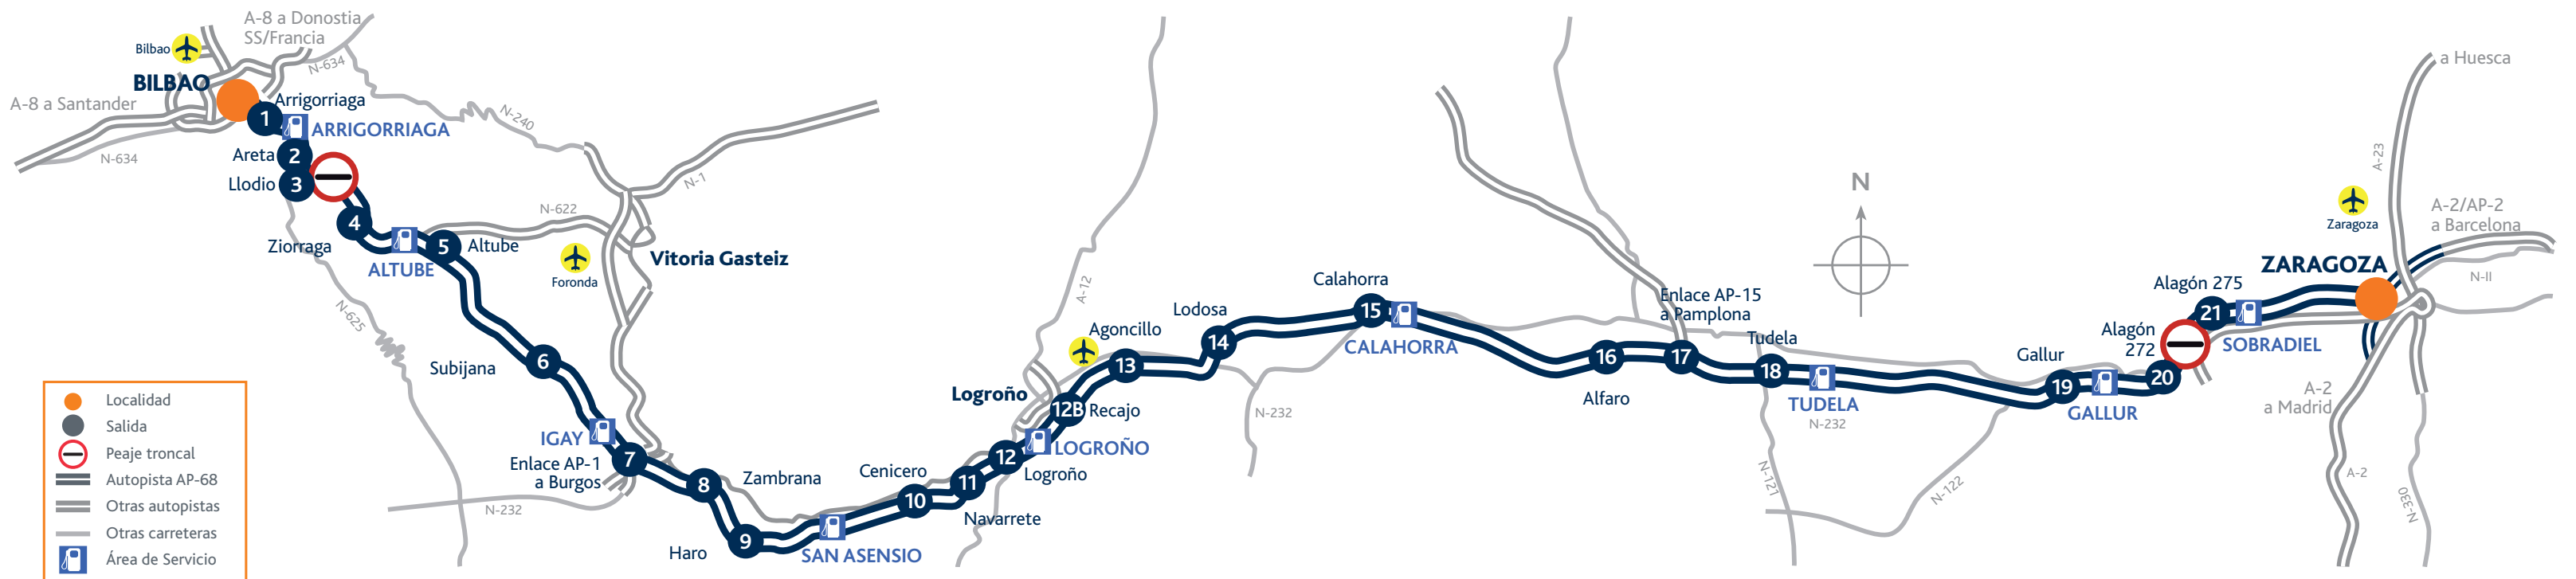 A-8 a Donostia
SS/Francia
Bilbao
BILBAO
N-634
A-8 a Santander
N-634
1
Arrigorriaga
ARRIGORRIAGA
N-240
Areta
2
Llodio
3
4
Ziorraga
ALTUBE
5
Altube
N-622
N-1
Foronda
Vitoria Gasteiz
N-625
Subijana
6
IGAY
Enlace AP-1
a Burgos
7
N-232
8
Zambrana
Haro
9
SAN ASENSIO
Cenicero
10
11
Navarrete
12
Logroño
LOGROÑO
Logroño
12B
Recajo
A-12
Agoncillo
13
Lodosa
14
N-232
Calahorra
15
CALAHORRA
16
Alfaro
Enlace AP-15
a Pamplona
17
Tudela
18
TUDELA
N-232
N-121
N-122
N
Gallur
19
GALLUR
Alagón
272
20
Alagón 275
21
SOBRADIEL
ZARAGOZA
Zaragoza
a Huesca
A-23
A-2/AP-2
a Barcelona
N-II
A-2
a Madrid
A-2
N-330
Localidad
Salida
Peaje troncal
Autopista AP-68
Otras autopistas
Otras carreteras
Área de Servicio